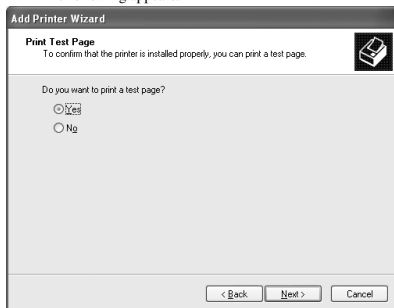 Add Printer Wizard
Print Test Page
To confirm that the printer is installed properly, you can print a test page.
Do you want to print a test page?
Yes
No
< Back Next > Cancel